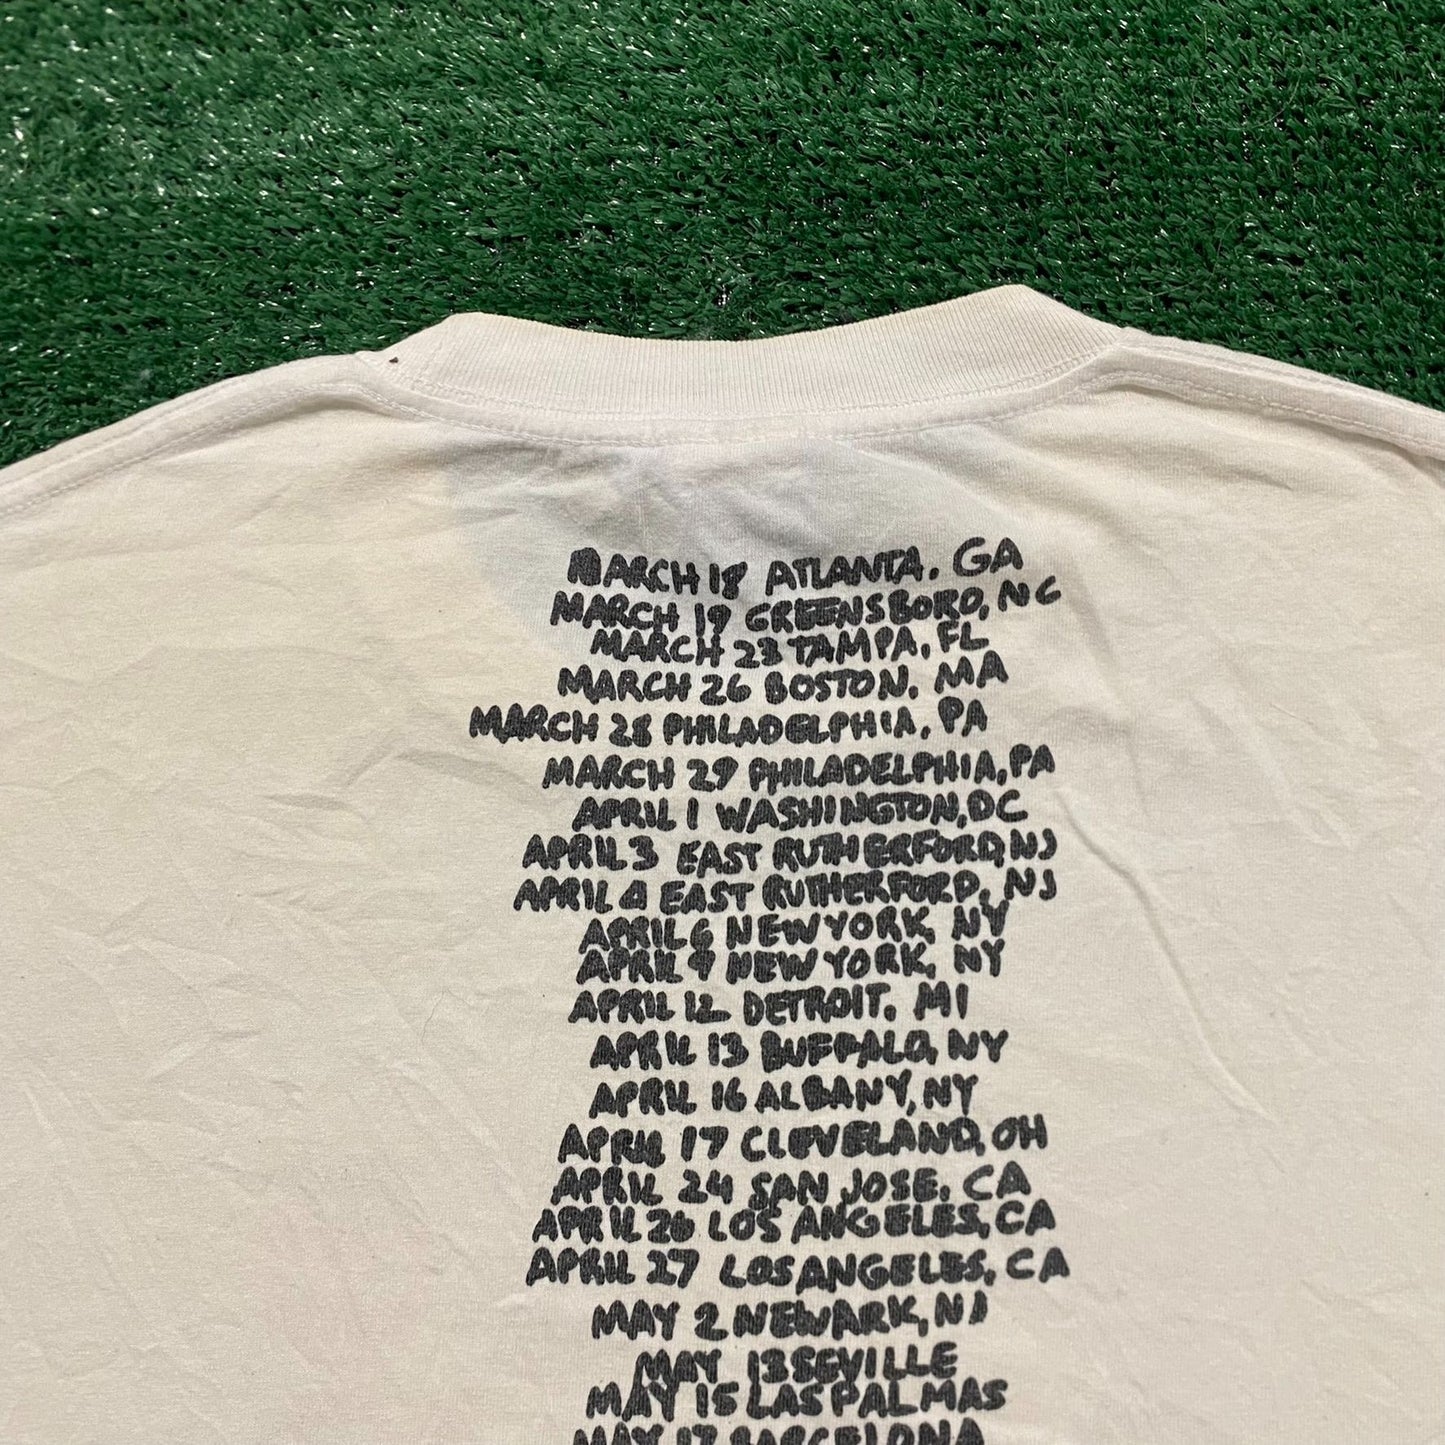 MARCH 18 ATLANTA, GA
MARCH 19 GREENSBORO, NC
MARCH 23 TAMPA, FL
MARCH 26 BOSTON, MA
MARCH 28 PHILADELPHIA, PA
MARCH 29 PHILADELPHIA, PA
APRIL 1 WASHINGTON, DC
APRIL 3 EAST RUTHERFORD, NJ
APRIL 4 EAST RUTHERFORD, NJ
APRIL 6 NEW YORK, NY
APRIL 9 NEW YORK, NY
APRIL 12 DETROIT, MI
APRIL 13 BUFFALO, NY
APRIL 16 ALBANY, NY
APRIL 17 CLEVELAND, OH
APRIL 24 SAN JOSE, CA
APRIL 26 LOS ANGELES, CA
APRIL 27 LOS ANGELES, CA
MAY 2 NEWARK, NJ
MAY 13 SEVILLE
MAY 15 LAS PALMAS
MAY 17 BARCELONA